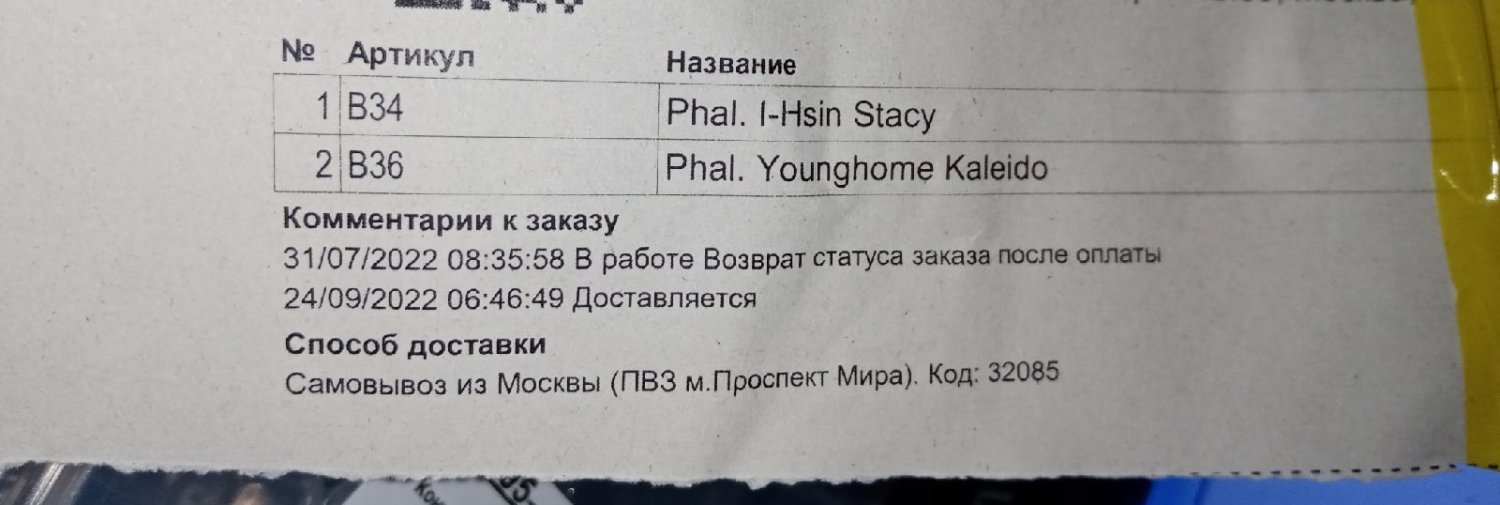 № Артикул Название
1 B34 Phal. I-Hsin Stacy
2 B36 Phal. Younghome Kaleido
Комментарии к заказу
31/07/2022 08:35:58 В работе Возврат статуса заказа после оплаты
24/09/2022 06:46:49 Доставляется
Способ доставки
Самовывоз из Москвы (ПВЗ м.Проспект Мира). Код: 32085